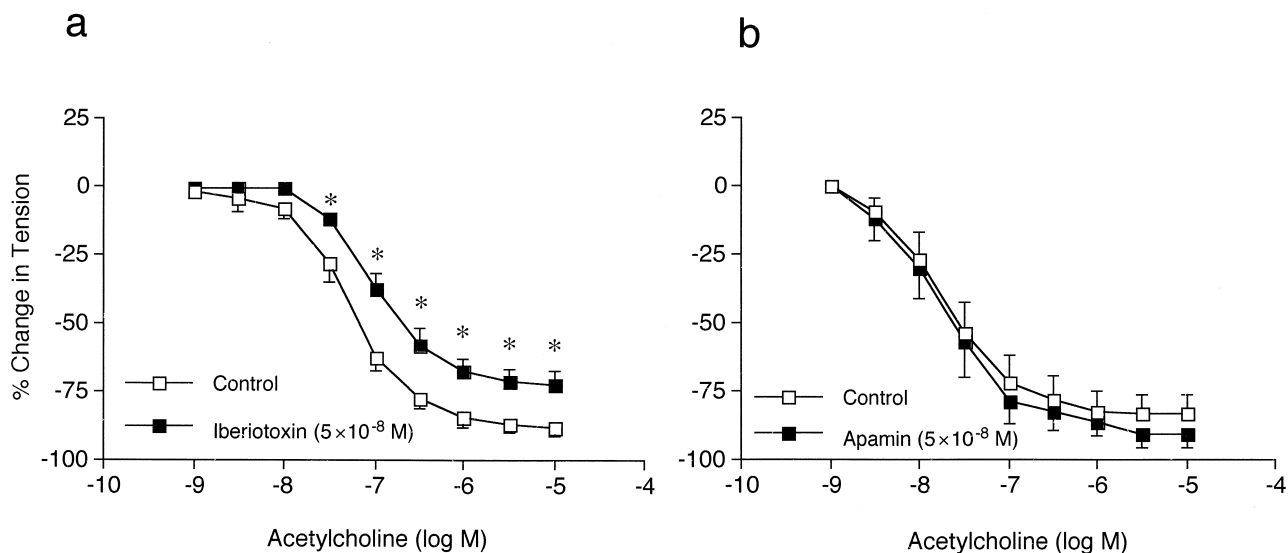 a
25
0
-25
-50
-75
-100
% Change in Tension
* * * * * *
Control
Iberiotoxin (5×10⁻⁸ M)
-10 -9 -8 -7 -6 -5 -4
Acetylcholine (log M)
b
25
0
-25
-50
-75
-100
Control
Apamin (5×10⁻⁸ M)
-10 -9 -8 -7 -6 -5 -4
Acetylcholine (log M)